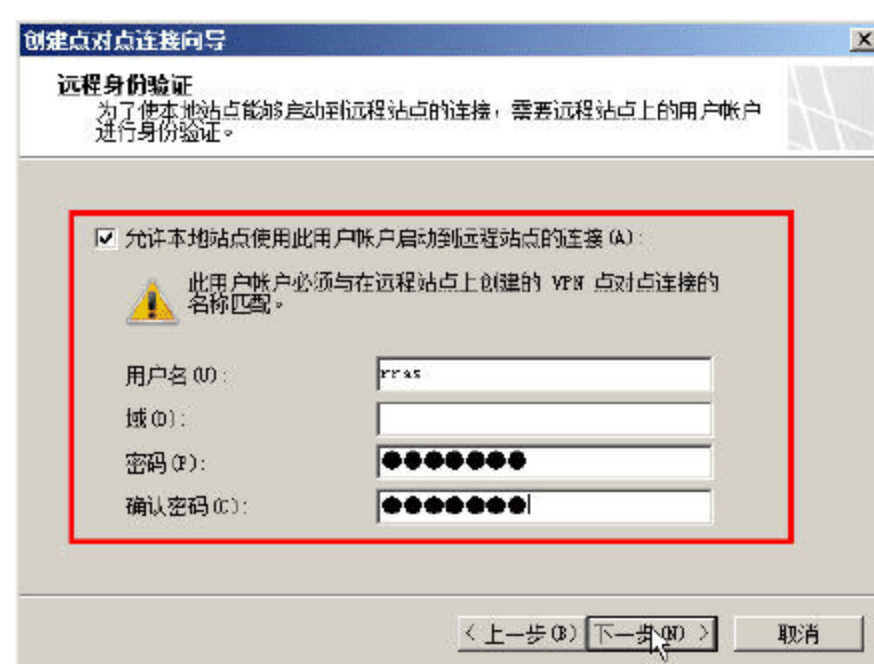 创建点对点连接向导
远程身份验证
为了使本地站点能够启动到远程站点的连接，需要远程站点上的用户帐户
进行身份验证。
允许本地站点使用此用户帐户启动到远程站点的连接(A):
此用户帐户必须与在远程站点上创建的 VPN 点对点连接的
名称匹配。
用户名(U): rras
域(D):
密码(P): ●●●●●●●
确认密码(C): ●●●●●●●
< 上一步(B) 下一步(N) > 取消